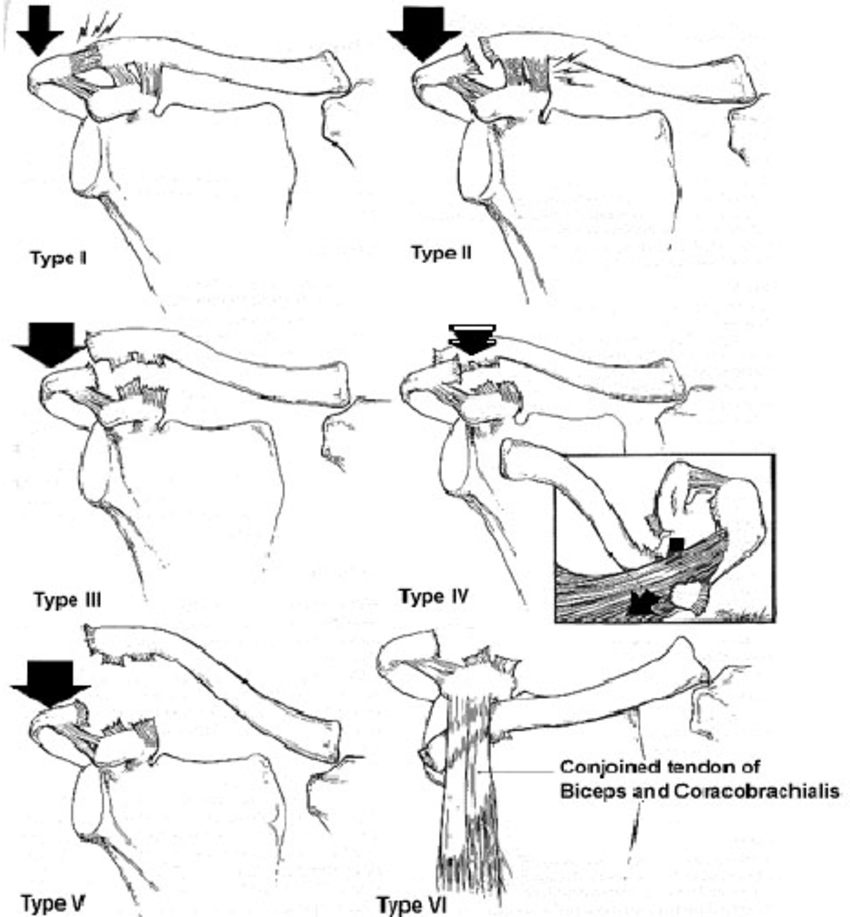 Type I
Type II
Type III
Type IV
Type V
Type VI
Conjoined tendon of
Biceps and Coracobrachialis